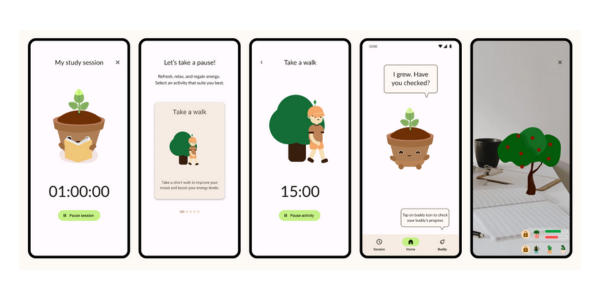 My study session
01:00:00
Pause session
Let's take a pause!
Refresh, relax, and regain energy.
Select an activity that suits you best.
Take a walk
Take a short walk to improve your
mood and boost your energy levels.
Take a walk
15:00
Pause activity
I grew. Have
you checked?
Tap on buddy icon to check
your buddy's progress.
Session
Home
Buddy